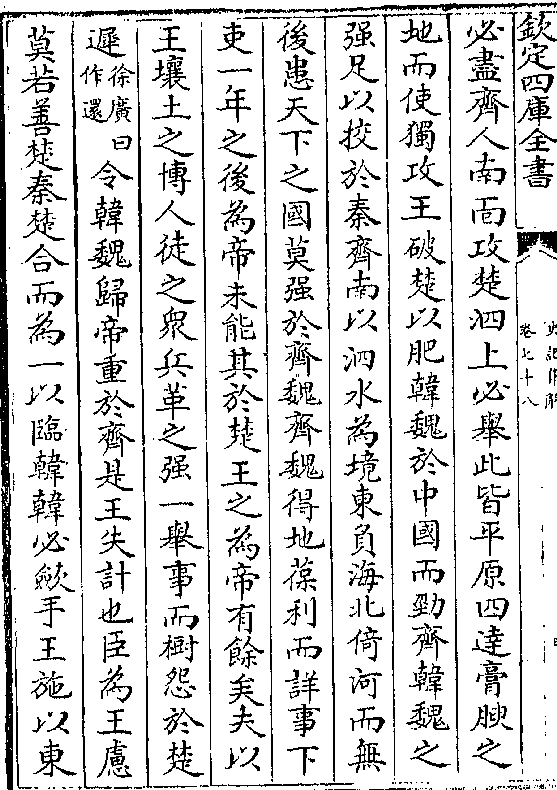 欽定四庫全書
卷七十八
必盡齊人南面攻楚泗上必舉此皆平原四達膏腴之
地而使獨攻王破楚以肥韓魏於中國而勁齊韓魏之
强足以挍於秦齊南以泗水為境東負海北倚河而無
後患天下之國莫强於齊魏齊魏得地葆利而詳事下
吏一年之後為帝未能其於楚王之為帝有餘矣夫以
王壤土之博人徒之衆兵革之强一舉事而樹怨於楚
遲徐廣曰作還令韓魏歸帝重於齊是王失計也臣為王慮
莫若善楚秦楚合而為一以臨韓韓必歛手王施以東